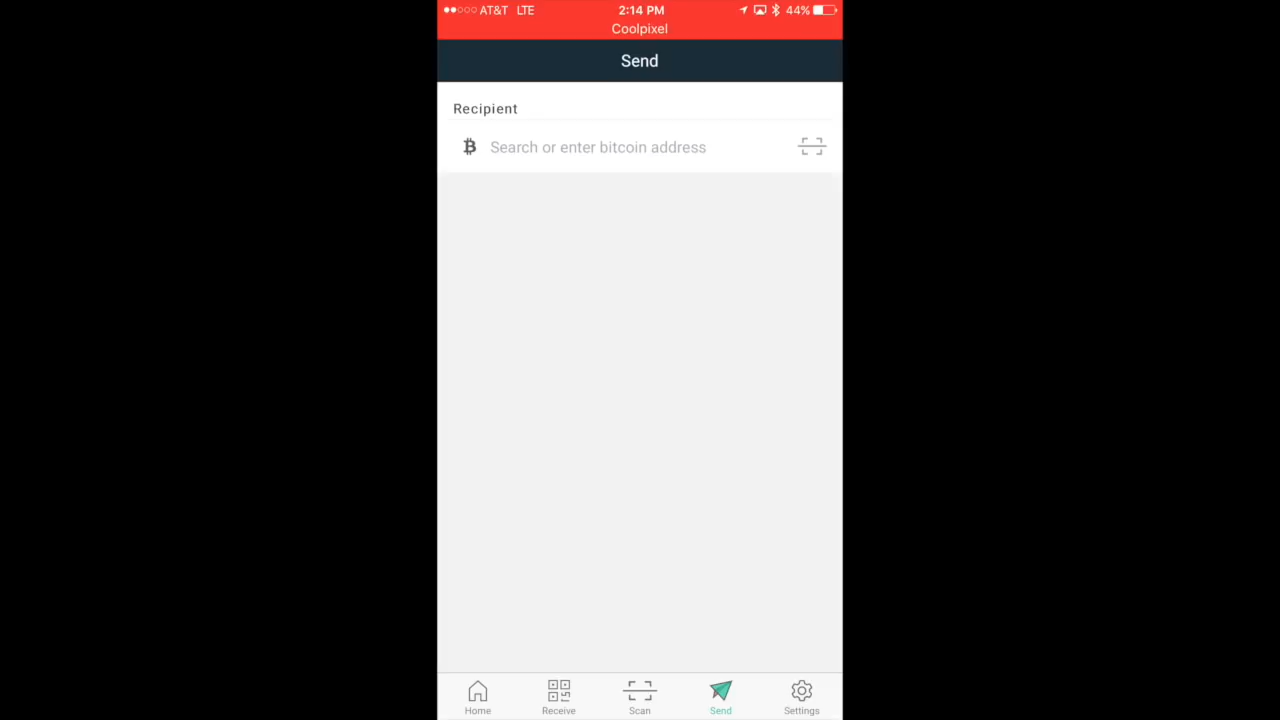 AT&T LTE 2:14 PM 44%
Coolpixel
Send
Recipient
Search or enter bitcoin address
Home Receive Scan Send Settings